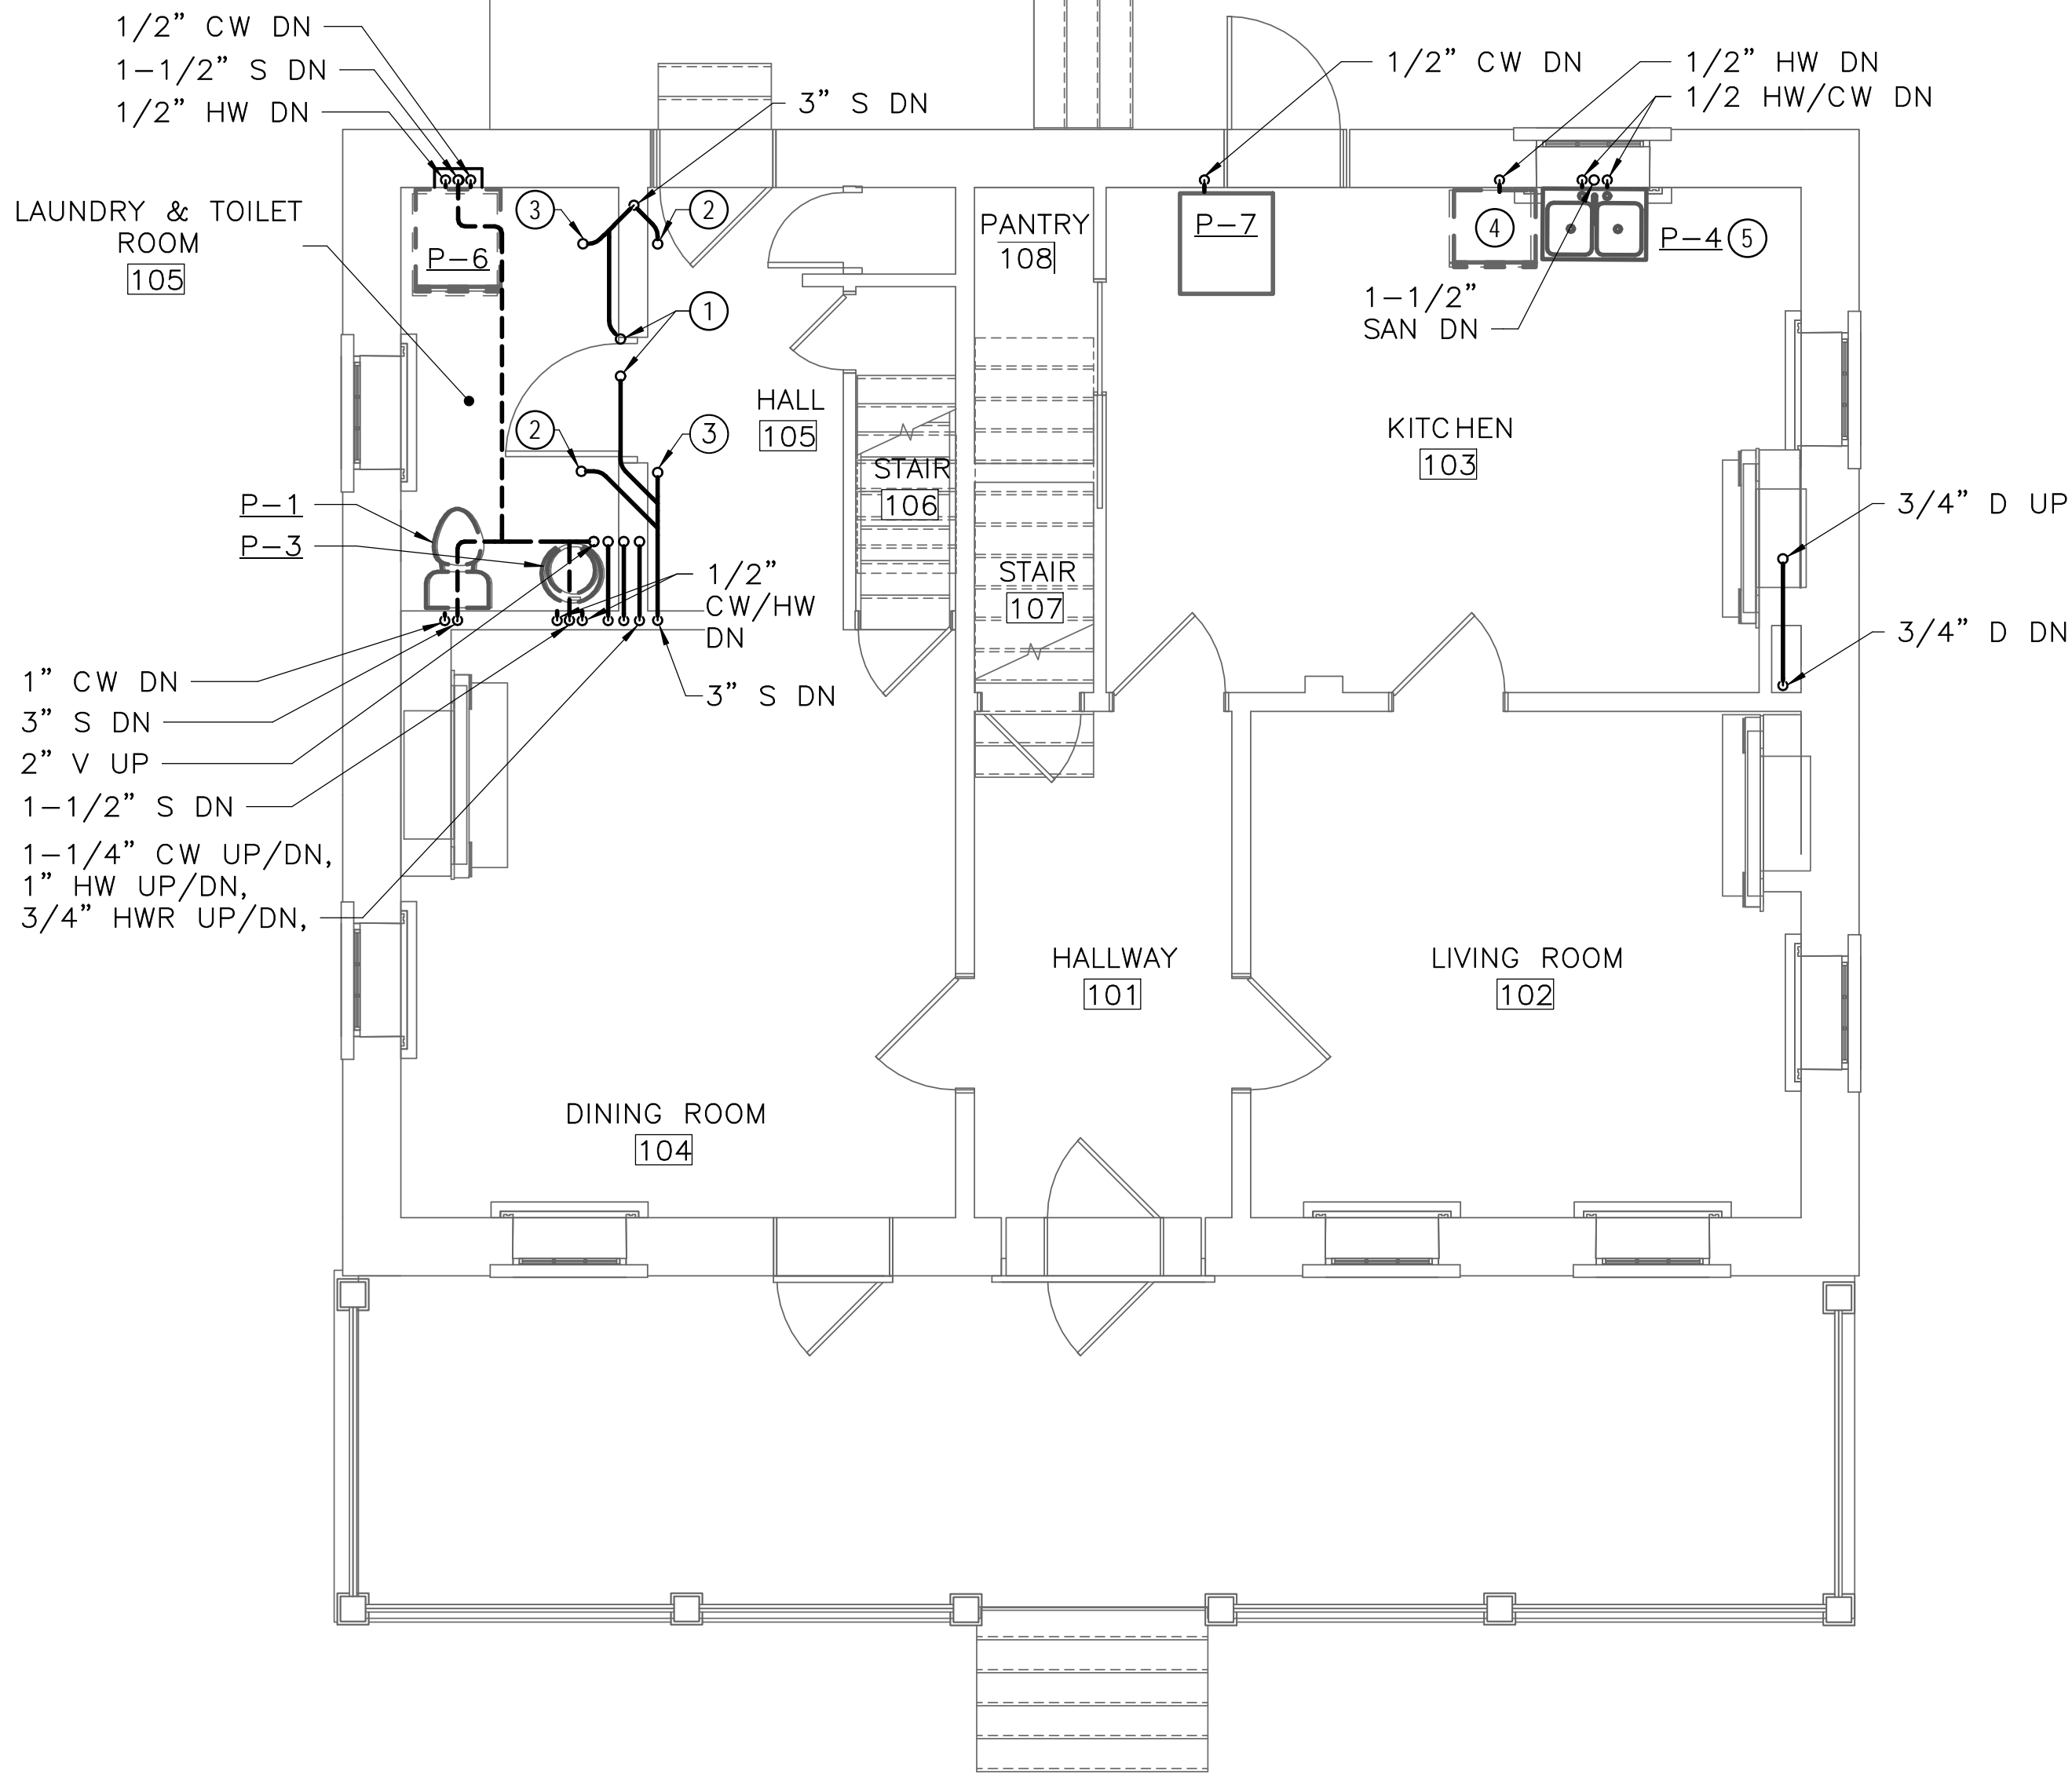 1/2” CW DN
1-1/2” S DN
1/2” HW DN
3” S DN
1/2” CW DN
1/2” HW DN
1/2 HW/CW DN
LAUNDRY & TOILET
ROOM
105
P-6
3
2
1
PANTRY
108
P-7
4
P-4
5
1-1/2”
SAN DN
HALL
105
2
3
STAIR
106
KITCHEN
103
P-1
P-3
3/4” D UP
1/2”
CW/HW
DN
STAIR
107
3/4” D DN
1” CW DN
3” S DN
3” S DN
2” V UP
1-1/2” S DN
1-1/4” CW UP/DN,
1” HW UP/DN,
3/4” HWR UP/DN,
HALLWAY
101
LIVING ROOM
102
DINING ROOM
104